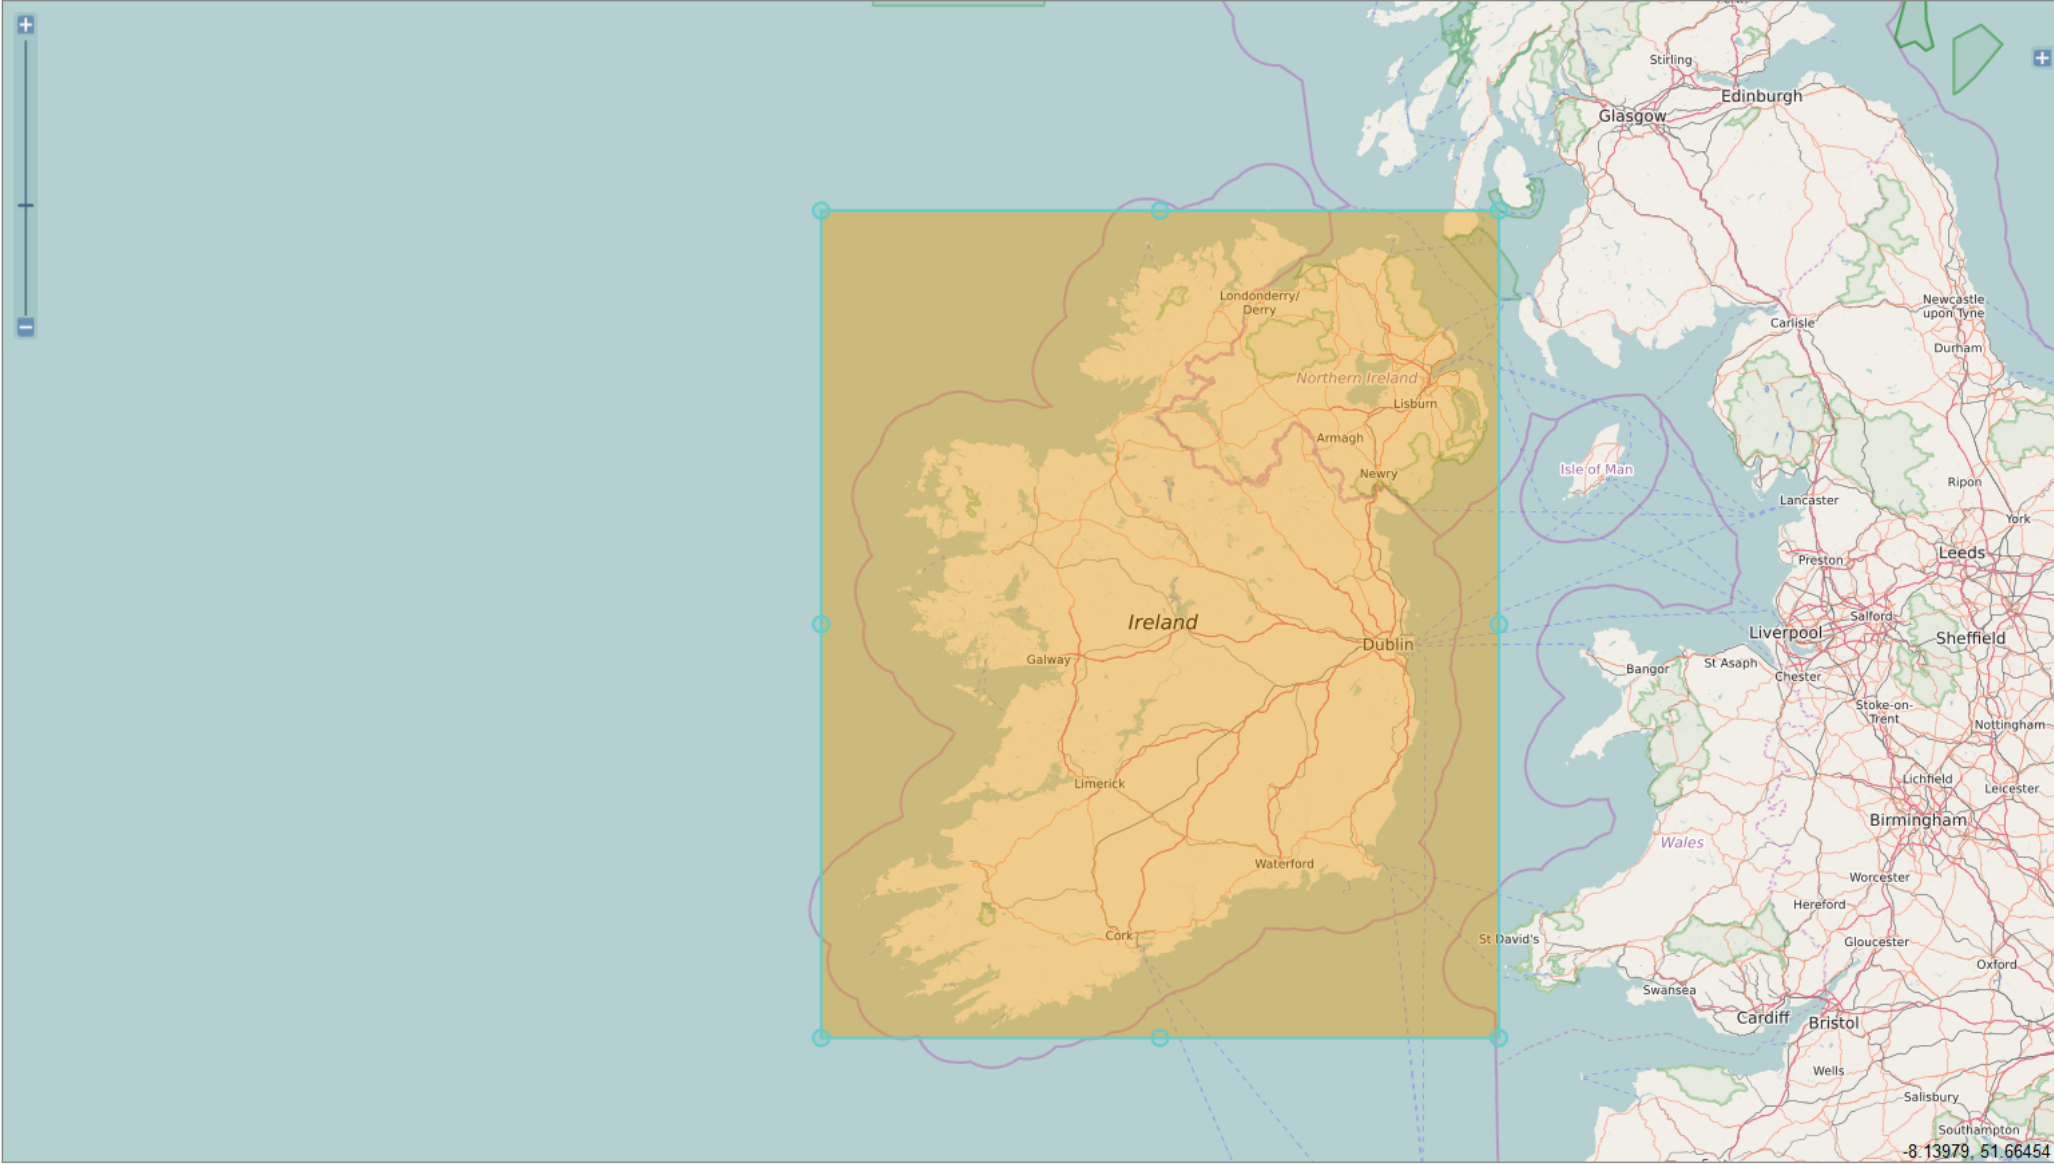 Stirling
Edinburgh
Glasgow
Londonderry/
Derry
Newcastle
upon Tyne
Carlisle
Durham
Northern Ireland
Lisburn
Armagh
Newry
Isle of Man
Lancaster
Ripon
York
Leeds
Preston
Ireland
Salford
Liverpool
Sheffield
Dublin
Galway
Bangor
St Asaph
Chester
Stoke-on-
Trent
Nottingham
Limerick
Lichfield
Leicester
Birmingham
Wales
Waterford
Worcester
Hereford
Cork
St David's
Gloucester
Oxford
Swansea
Cardiff
Bristol
Wells
Salisbury
Southampton
-8.13979, 51.66454